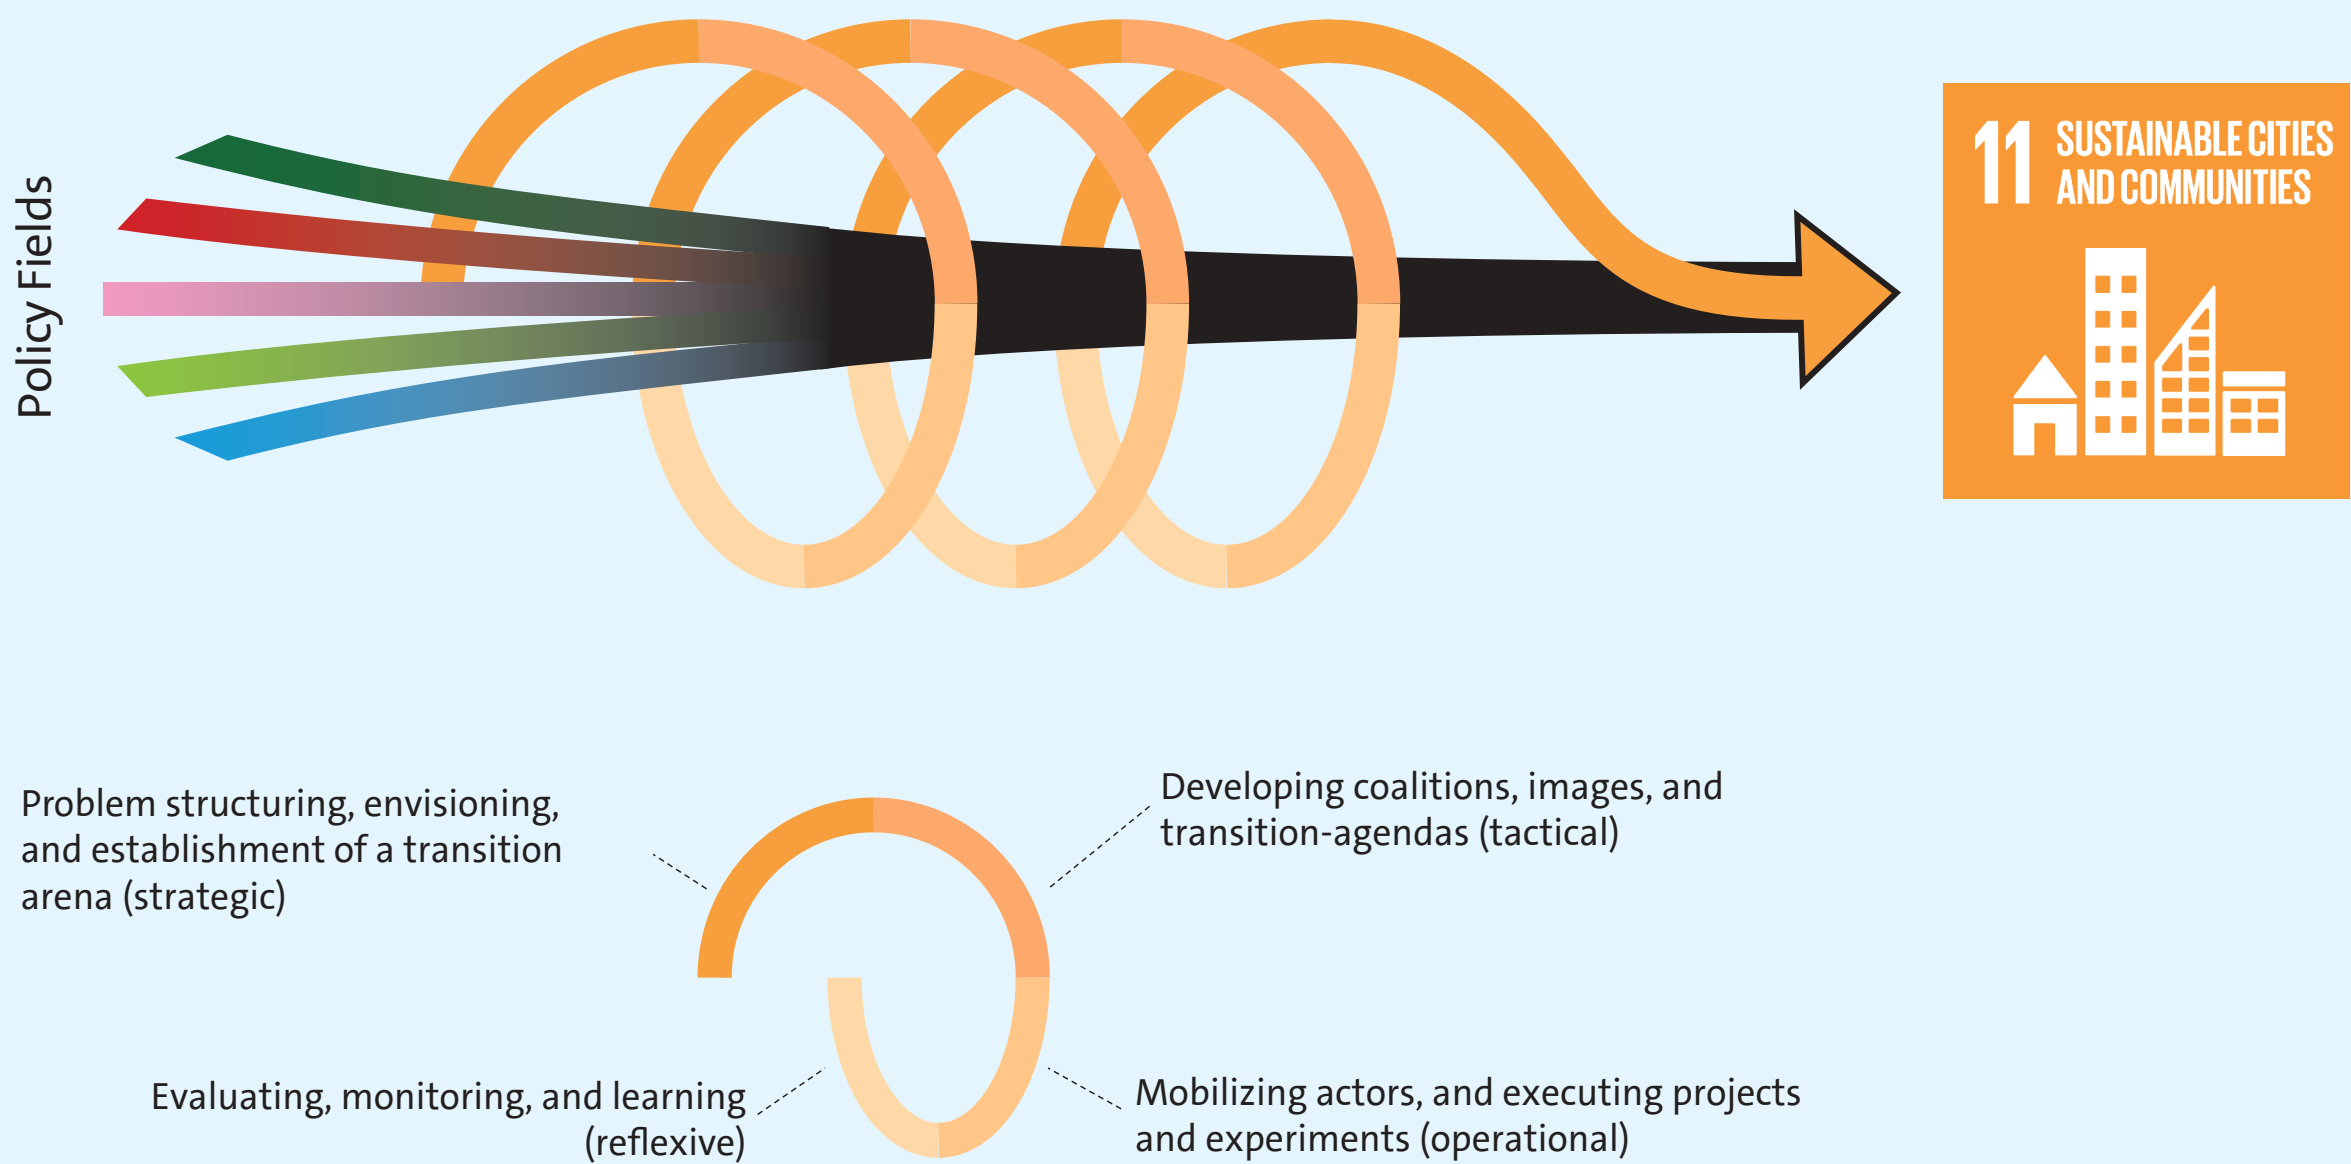 Policy Fields
11 SUSTAINABLE CITIES
AND COMMUNITIES
Problem structuring, envisioning,
and establishment of a transition
arena (strategic)
Developing coalitions, images, and
transition-agendas (tactical)
Evaluating, monitoring, and learning
(reflexive)
Mobilizing actors, and executing projects
and experiments (operational)